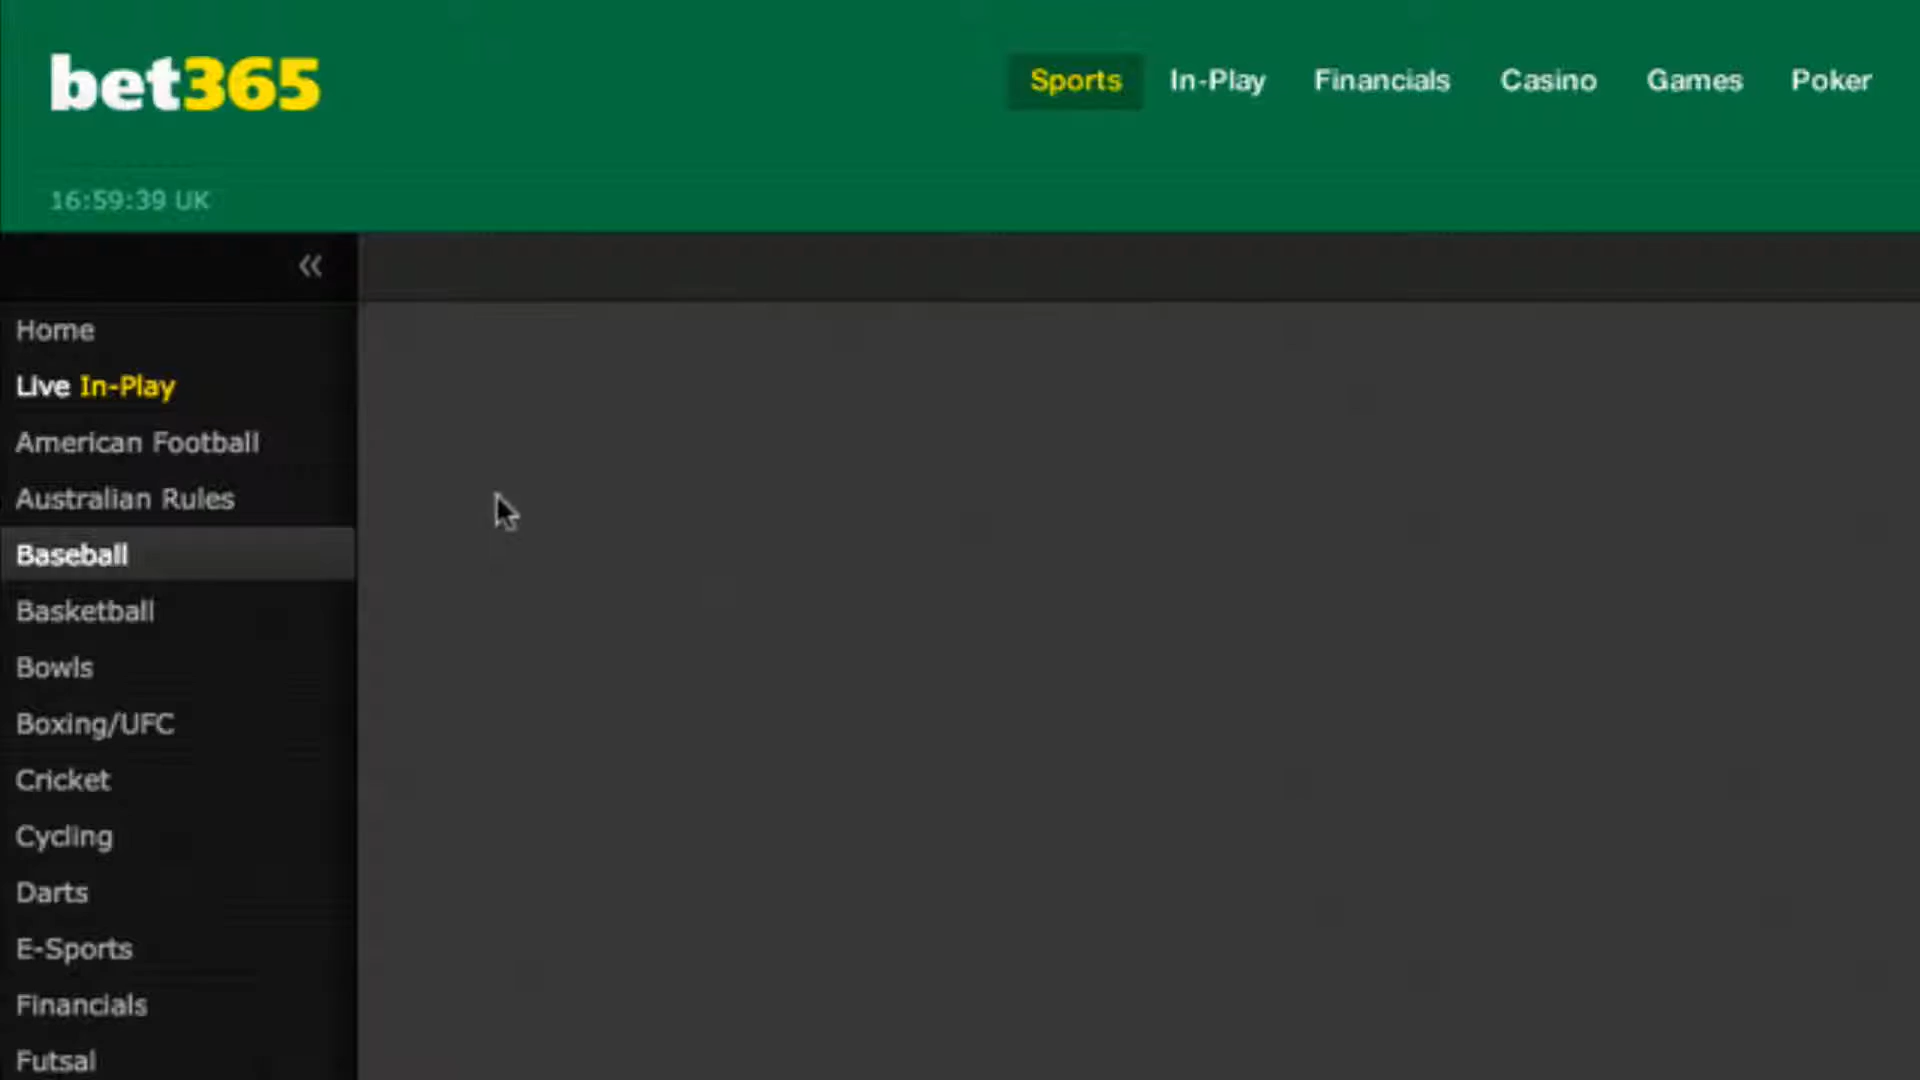 bet365
Sports In-Play Financials Casino Games Poker
16:59:39 UK
«
Home
Live In-Play
American Football
Australian Rules
Baseball
Basketball
Bowls
Boxing/UFC
Cricket
Cycling
Darts
E-Sports
Financials
Futsal